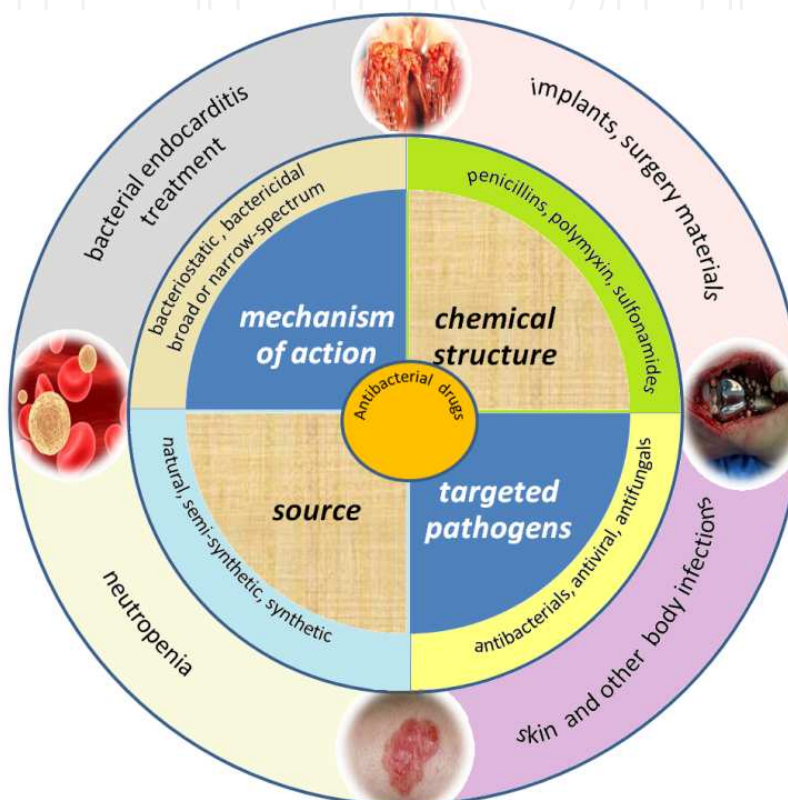 bacterial endocarditis
treatment
implants, surgery materials
bacteriostatic , bactericidal
broad or narrow-spectrum
penicillins, polymyxin, sulfonamides
mechanism
of action
chemical
structure
Antibacterial drugs
source
targeted
pathogens
natural, semi-synthetic, synthetic
antibacterials, antiviral, antifungals
neutropenia
skin and other body infections